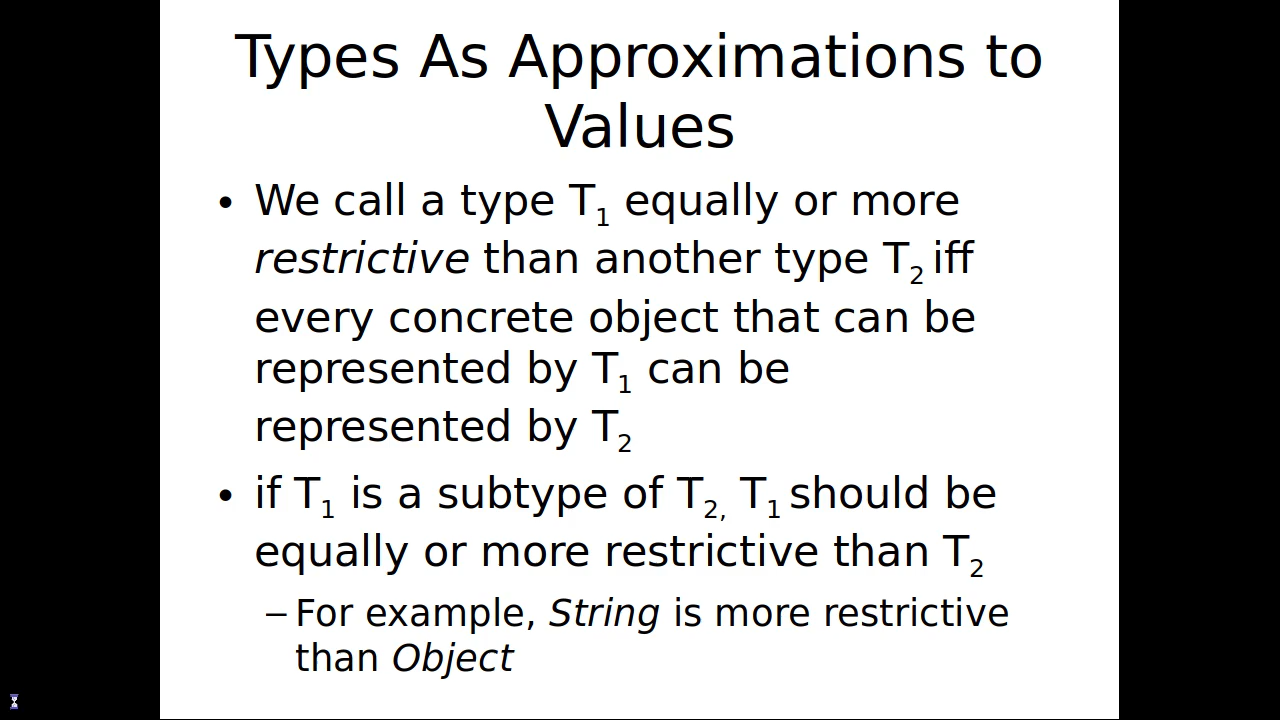 Types As Approximations to
Values
• We call a type T₁ equally or more
restrictive than another type T₂ iff
every concrete object that can be
represented by T₁ can be
represented by T₂
• if T₁ is a subtype of T₂, T₁ should be
equally or more restrictive than T₂
– For example, String is more restrictive
than Object